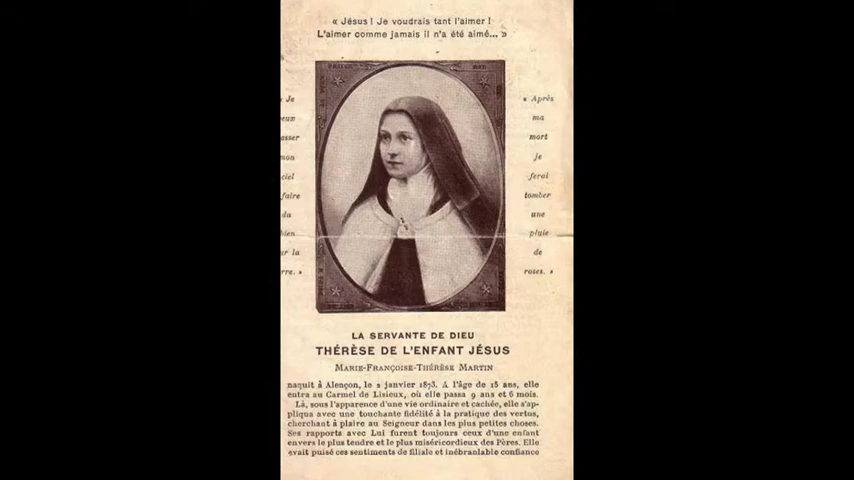 « Jésus ! Je voudrais tant l'aimer !
L'aimer comme jamais il n'a été aimé... »
Je
mon
ciel
faire
du
la
« Après
ma
mort
je
ferai
tomber
une
pluie
de
roses. »
LA SERVANTE DE DIEU
THÉRÈSE DE L'ENFANT JÉSUS
MARIE-FRANÇOISE-THÉRÈSE MARTIN
naquit à Alençon, le 2 janvier 1873. A l'âge de 15 ans, elle
entra au Carmel de Lisieux, où elle passa 9 ans et 6 mois.
Là, sous l'apparence d'une vie ordinaire et cachée, elle s'ap-
pliqua avec une touchante fidélité à la pratique des vertus,
cherchant à plaire au Seigneur dans les plus petites choses.
Ses rapports avec Lui furent toujours ceux d'une enfant
envers le plus tendre et le plus miséricordieux des Pères. Elle
avait puisé ces sentiments de filiale et inébranlable confiance